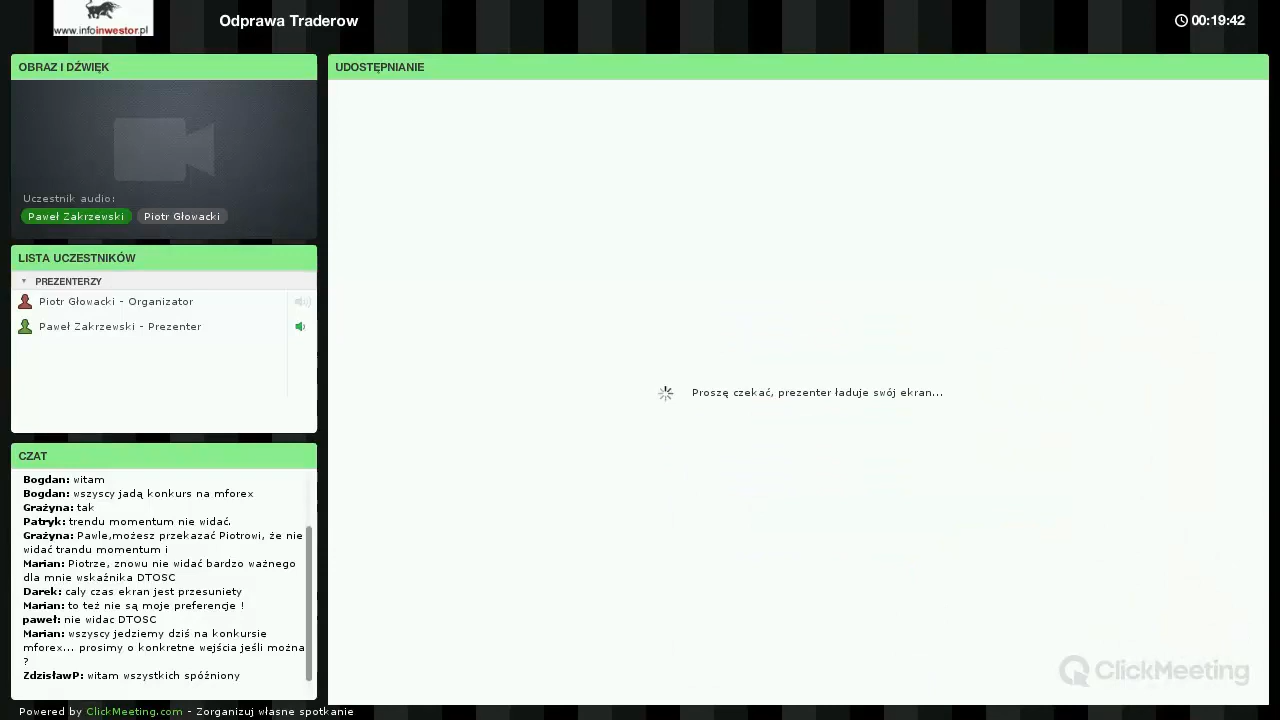 www.infoinwestor.pl
Odprawa Traderow
00:19:42
OBRAZ I DŹWIĘK
Uczestnik audio:
Paweł Zakrzewski Piotr Głowacki
LISTA UCZESTNIKÓW
PREZENTERZY
Piotr Głowacki - Organizator
Paweł Zakrzewski - Prezenter
CZAT
Bogdan: witam
Bogdan: wszyscy jadą konkurs na mforex
Grażyna: tak
Patryk: trendu momentum nie widać.
Grażyna: Pawle,możesz przekazać Piotrowi, że nie
widać trandu momentum i
Marian: Piotrze, znowu nie widać bardzo ważnego
dla mnie wskaźnika DTOSC
Darek: caly czas ekran jest przesuniety
Marian: to też nie są moje preferencje !
paweł: nie widac DTOSC
Marian: wszyscy jedziemy dziś na konkursie
mforex... prosimy o konkretne wejścia jeśli można
?
ZdzisławP: witam wszystkich spóźniony
Powered by ClickMeeting.com - Zorganizuj własne spotkanie
UDOSTĘPNIANIE
Proszę czekać, prezenter ładuje swój ekran...
ClickMeeting